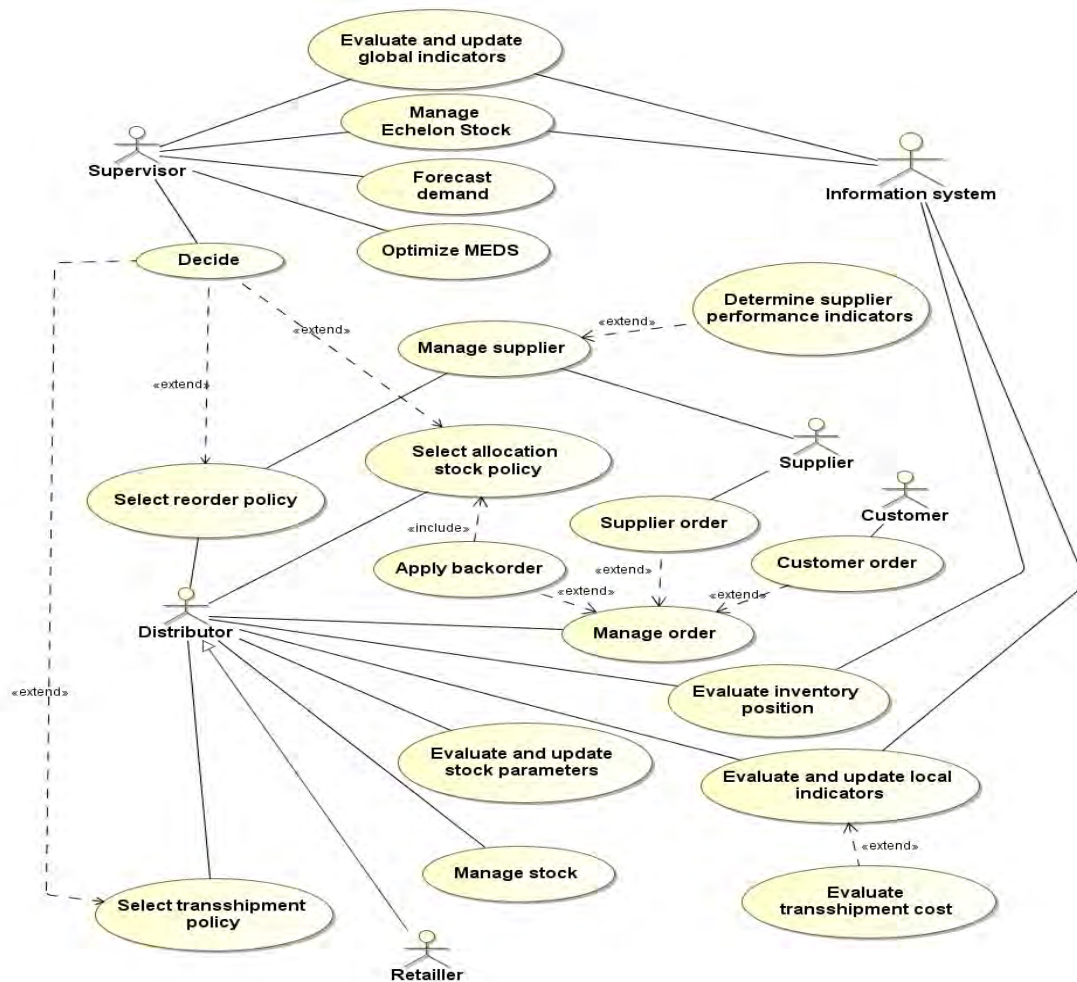 Evaluate and update
global indicators
Manage
Echelon Stock
Supervisor
Information system
Forecast
demand
Optimize MEDS
Decide
Determine supplier
performance indicators
«extend»
«extend»
Manage supplier
«extend»
Select allocation
stock policy
Supplier
Select reorder policy
Customer
«include»
Supplier order
Apply backorder
Customer order
«extend»
«extend»
«extend»
Distributor
Manage order
«extend»
Evaluate inventory
position
Evaluate and update
stock parameters
Evaluate and update local
indicators
«extend»
Manage stock
Select transshipment
policy
Evaluate
transshipment cost
Retailler